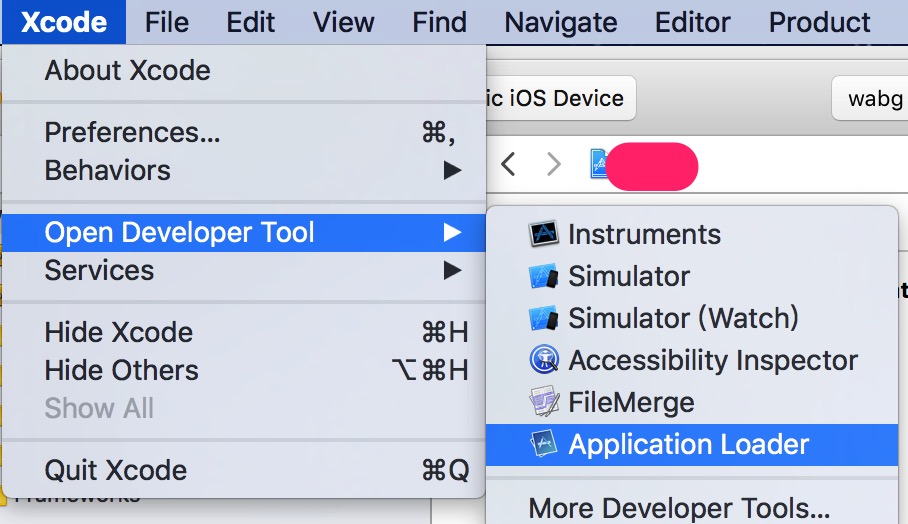 Xcode File Edit View Find Navigate Editor Product
About Xcode
ic iOS Device
wabg
Preferences... ⌘,
Behaviors ▶
Open Developer Tool ▶
Services ▶
Hide Xcode ⌘H
Hide Others ⌥⌘H
Show All
Quit Xcode ⌘Q
Instruments
Simulator
Simulator (Watch)
Accessibility Inspector
FileMerge
Application Loader
More Developer Tools...